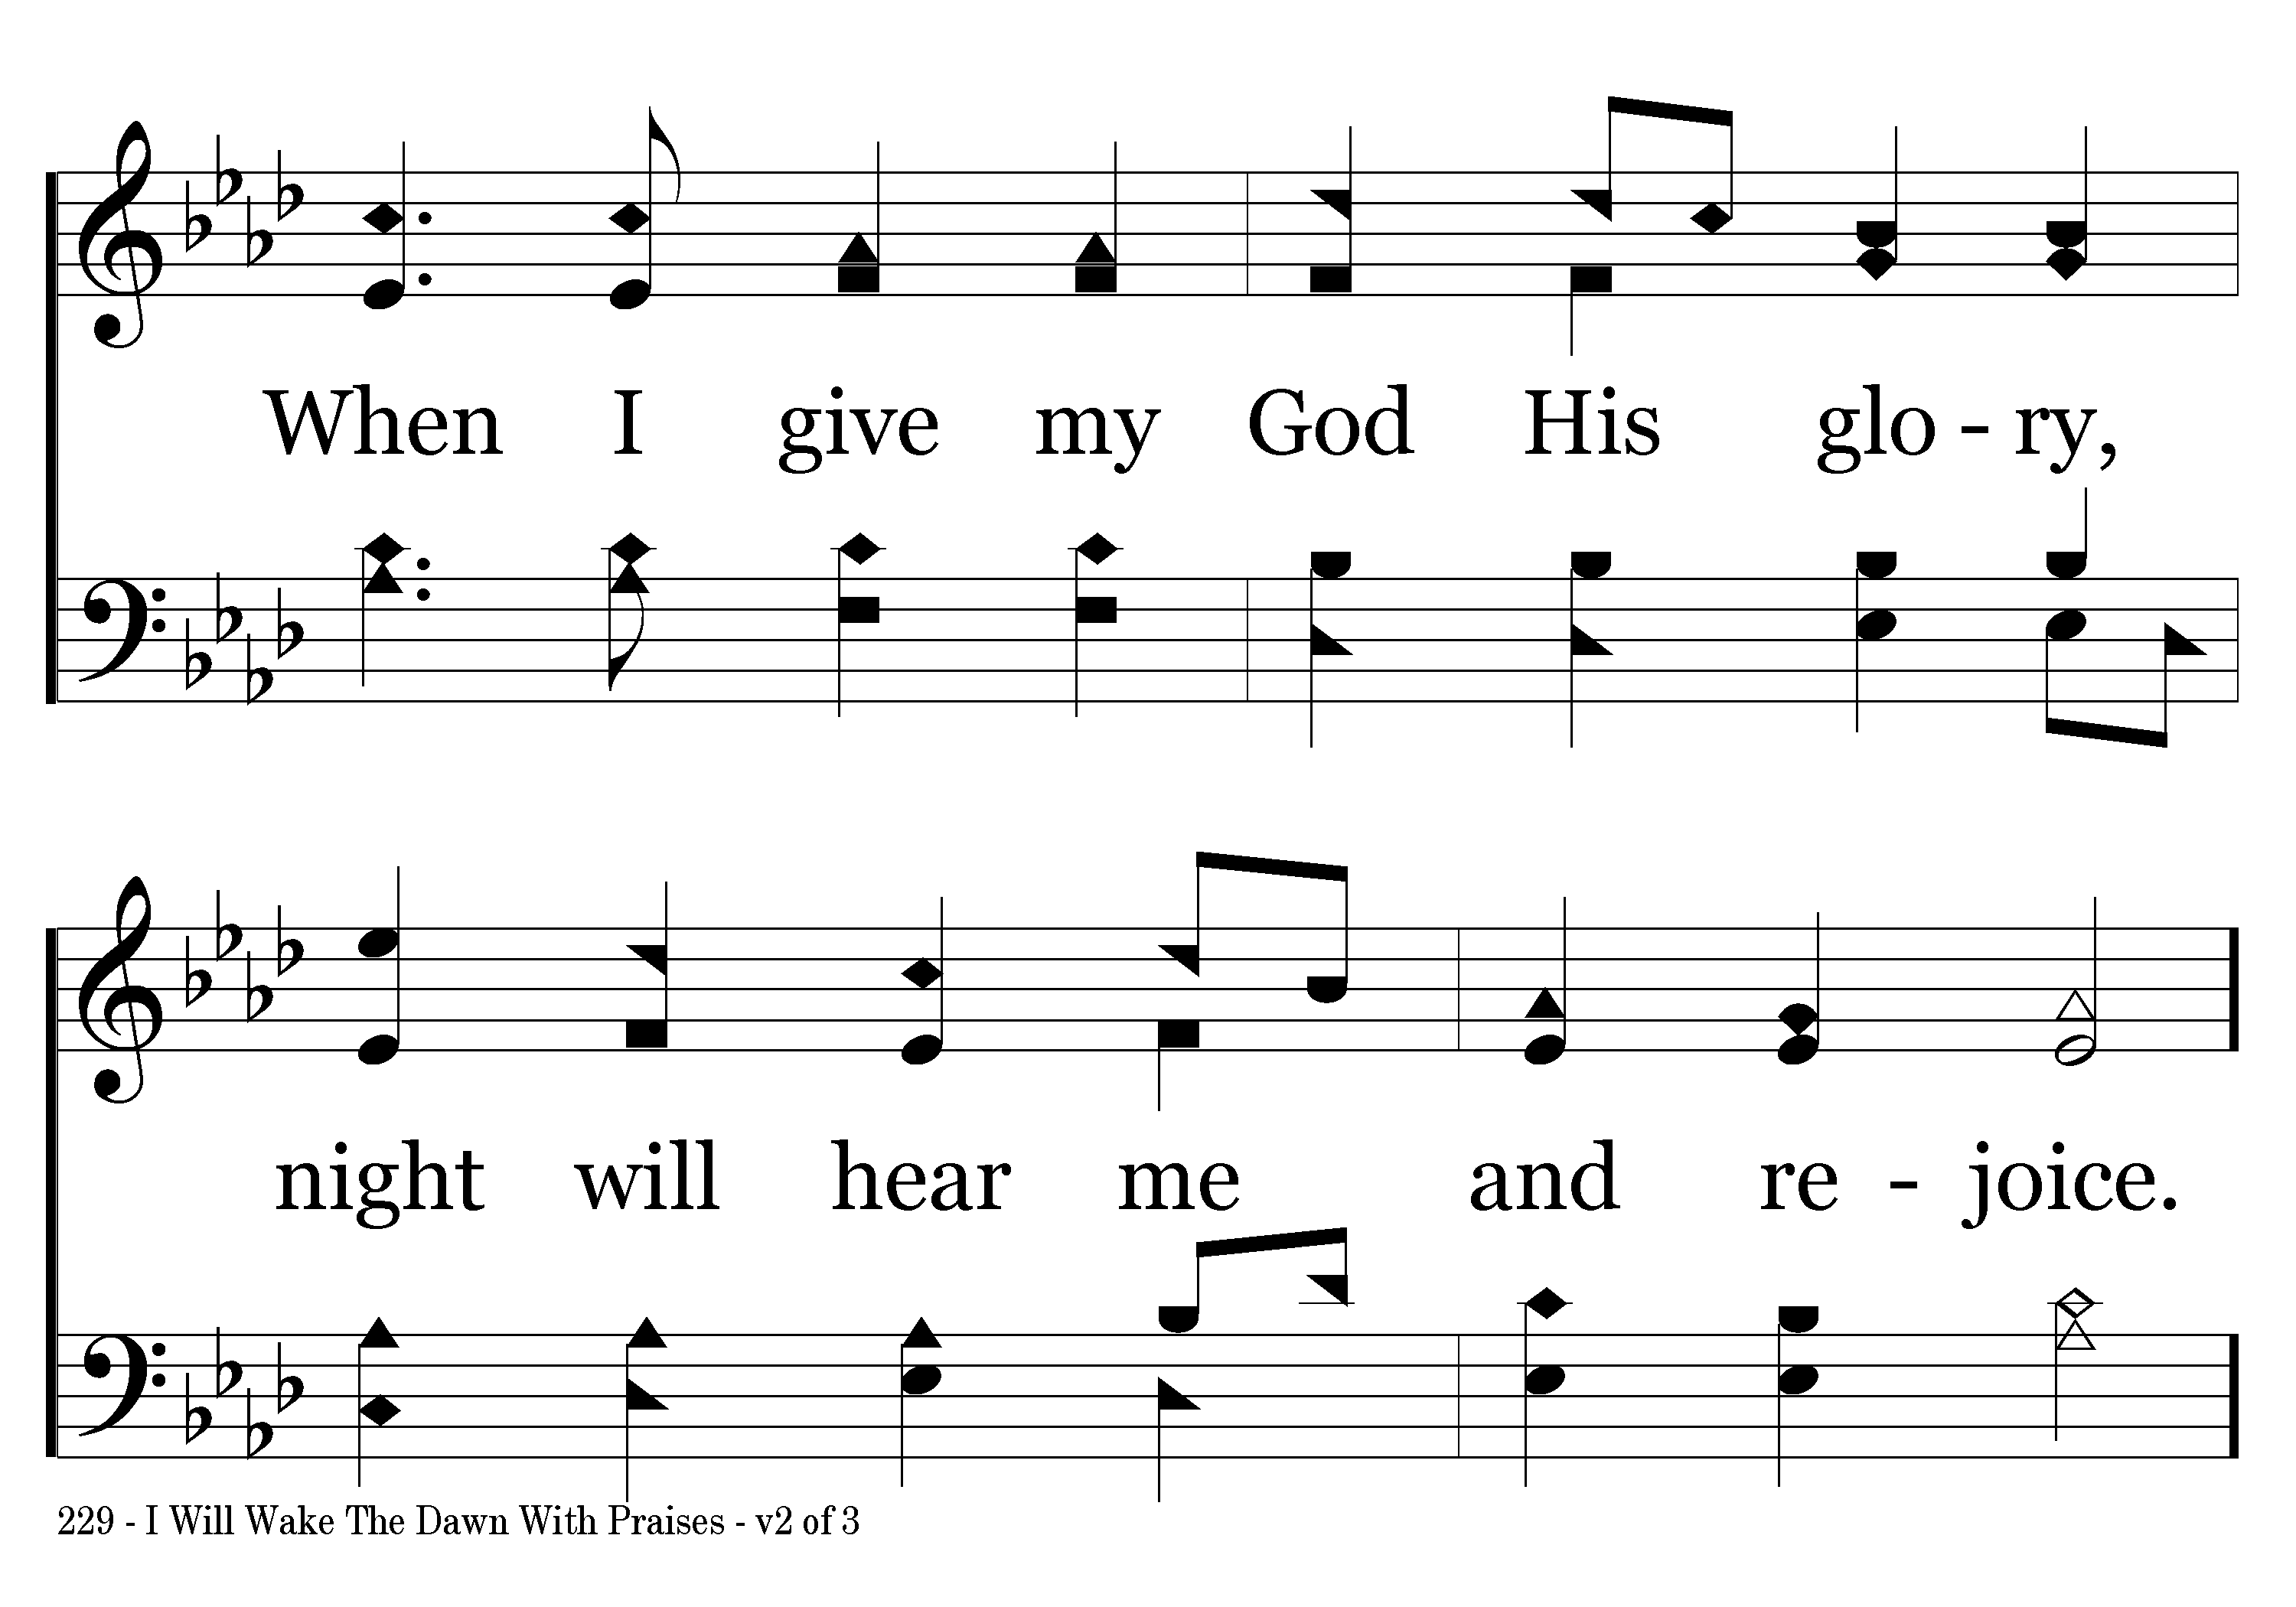 When I give my God His glo - ry,
night will hear me and re - joice.
229 - I Will Wake The Dawn With Praises - v2 of 3